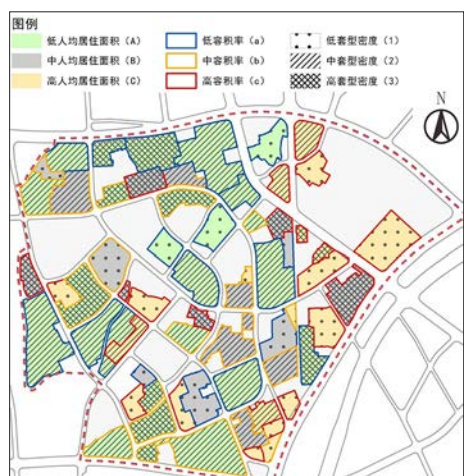 图例
低人均居住面积（A） 低容积率（a） 低套型密度（1）
中人均居住面积（B） 中容积率（b） 中套型密度（2）
高人均居住面积（C） 高容积率（c） 高套型密度（3）
N